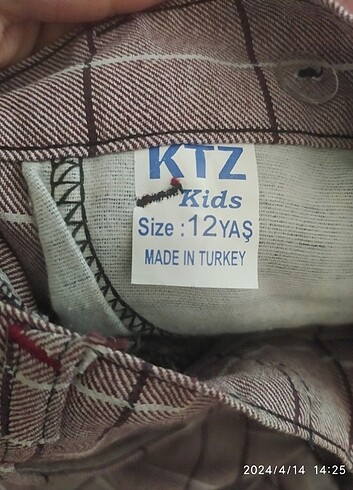 KTZ
Kids
Size : 12 YAŞ
MADE IN TURKEY
2024/4/14 14:25